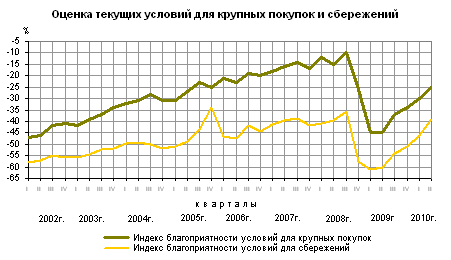 Оценка текущих условий для крупных покупок и сбережений
%
-5
-10
-15
-20
-25
-30
-35
-40
-45
-50
-55
-60
-65
I II III IV I II III IV I II III IV I II III IV I II III IV I II III IV I II III IV I II III IV I II
2002г. 2003г. 2004г. 2005г. 2006г. 2007г. 2008г. 2009г 2010г.
кварталы
Индекс благоприятности условий для крупных покупок
Индекс благоприятности условий для сбережений